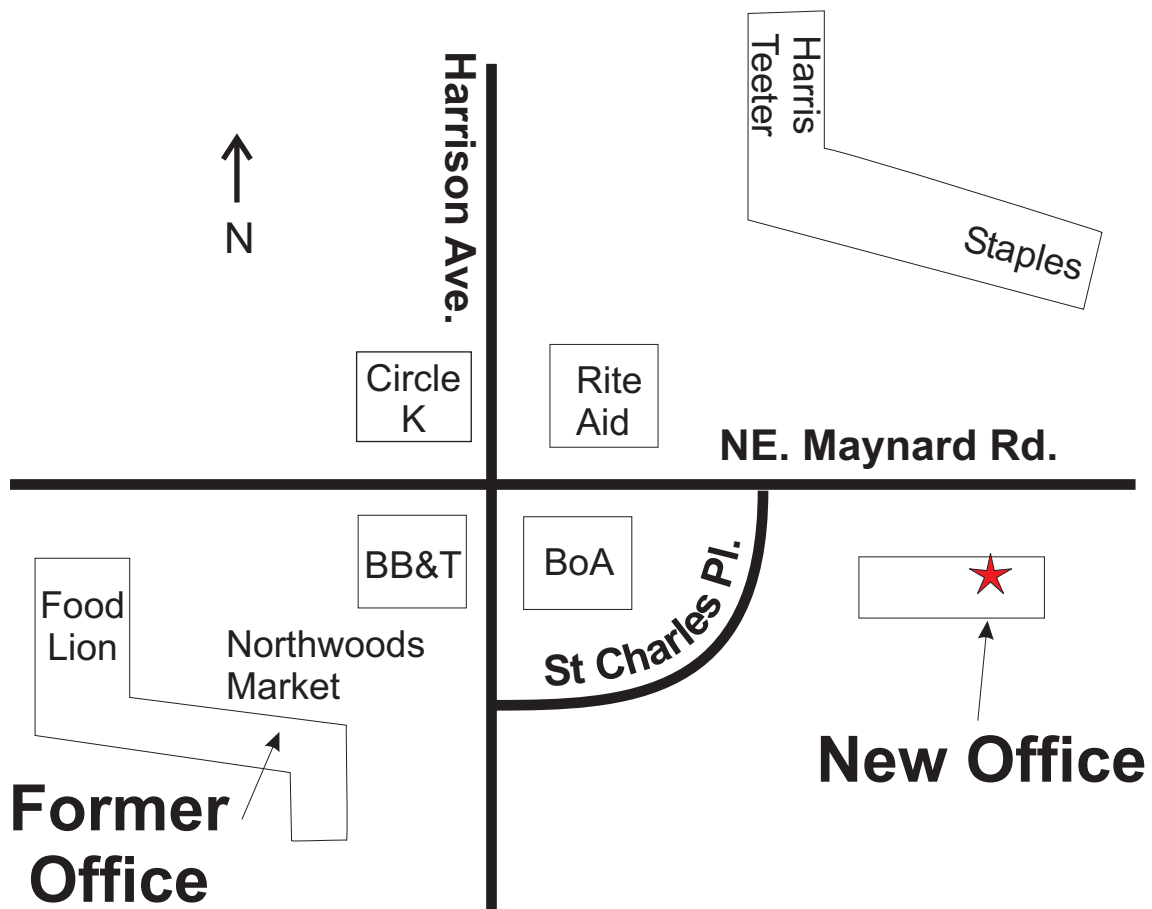 Harris
Teeter
Harrison Ave.
N
Staples
Circle
K
Rite
Aid
NE. Maynard Rd.
BB&T
BoA
St Charles Pl.
Food
Lion
Northwoods
Market
New Office
Former
Office